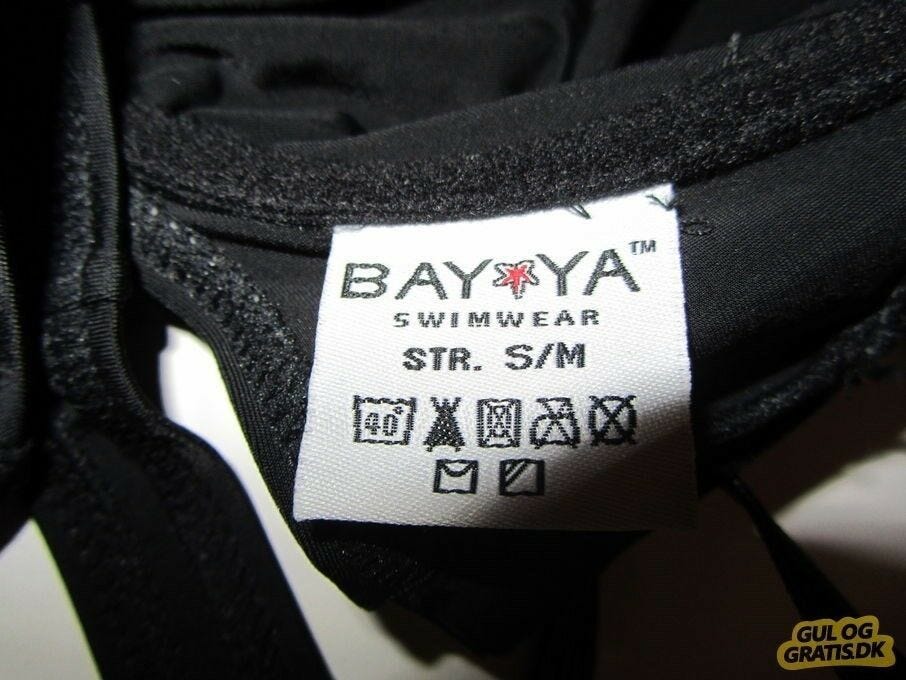 BAY YA™
SWIMWEAR
STR. S/M
40°
GUL OG
GRATIS.DK